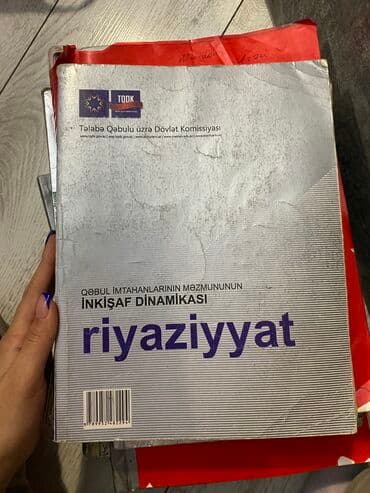 TQDK
Tələbə Qəbulu üzrə Dövlət Komissiyası
QƏBUL İMTAHANLARININ MƏZMUNUNUN
İNKİŞAF DİNAMİKASI
riyaziyyat